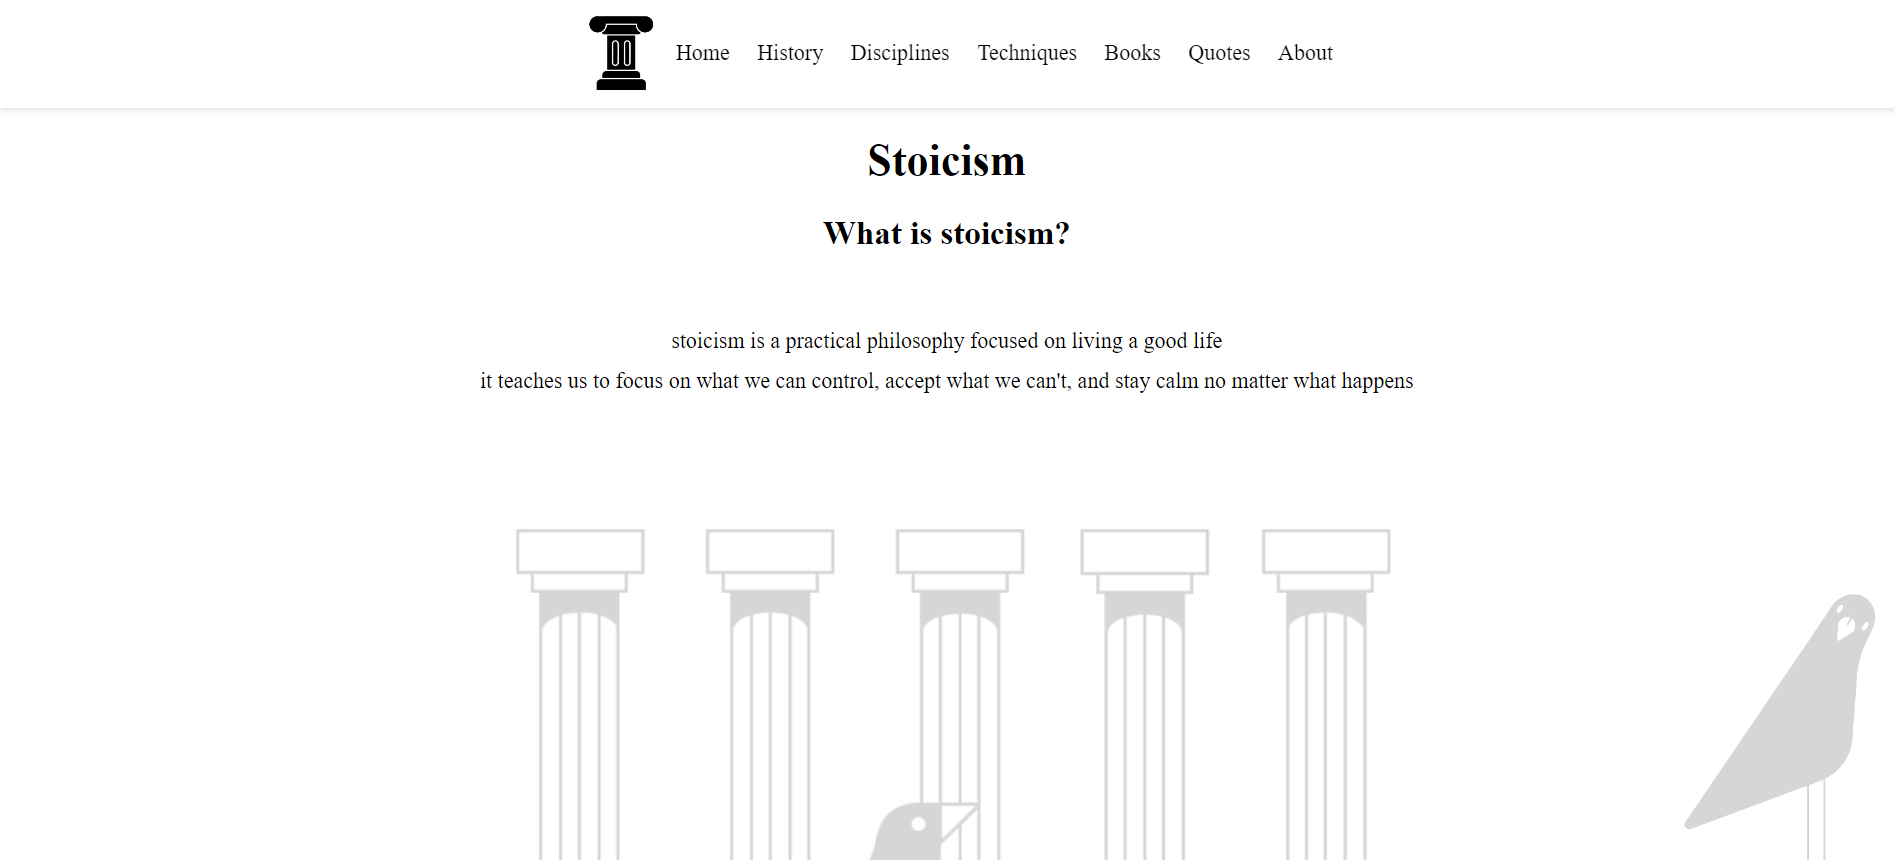 Home History Disciplines Techniques Books Quotes About
Stoicism
What is stoicism?
stoicism is a practical philosophy focused on living a good life
it teaches us to focus on what we can control, accept what we can't, and stay calm no matter what happens